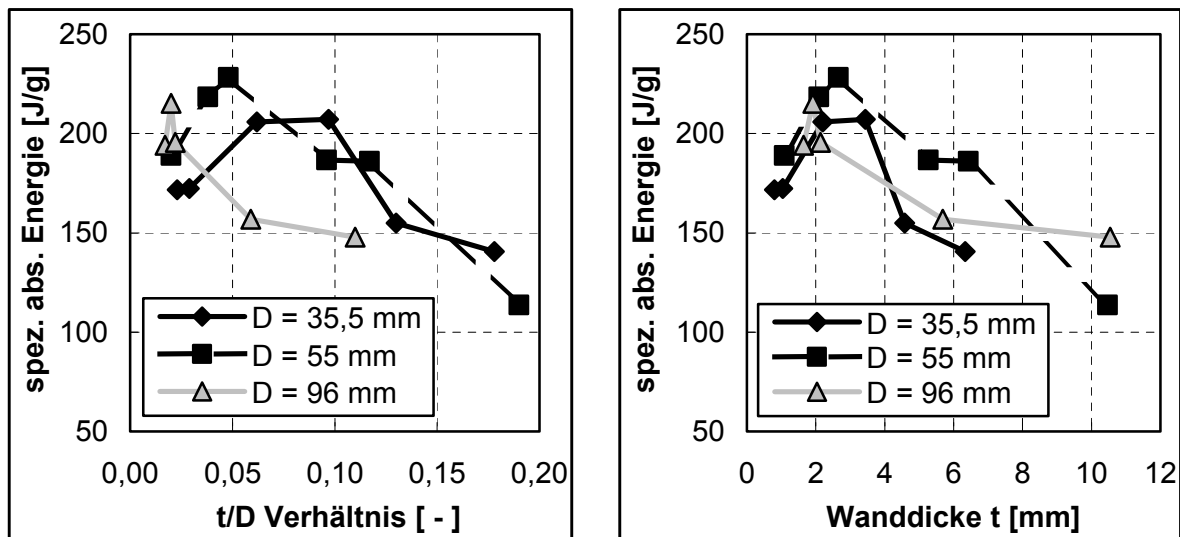 spez. abs. Energie [J/g]
250
200
150
100
50
D = 35,5 mm
D = 55 mm
D = 96 mm
0,00 0,05 0,10 0,15 0,20
t/D Verhältnis [ - ]
spez. abs. Energie [J/g]
250
200
150
100
50
D = 35,5 mm
D = 55 mm
D = 96 mm
0 2 4 6 8 10 12
Wanddicke t [mm]